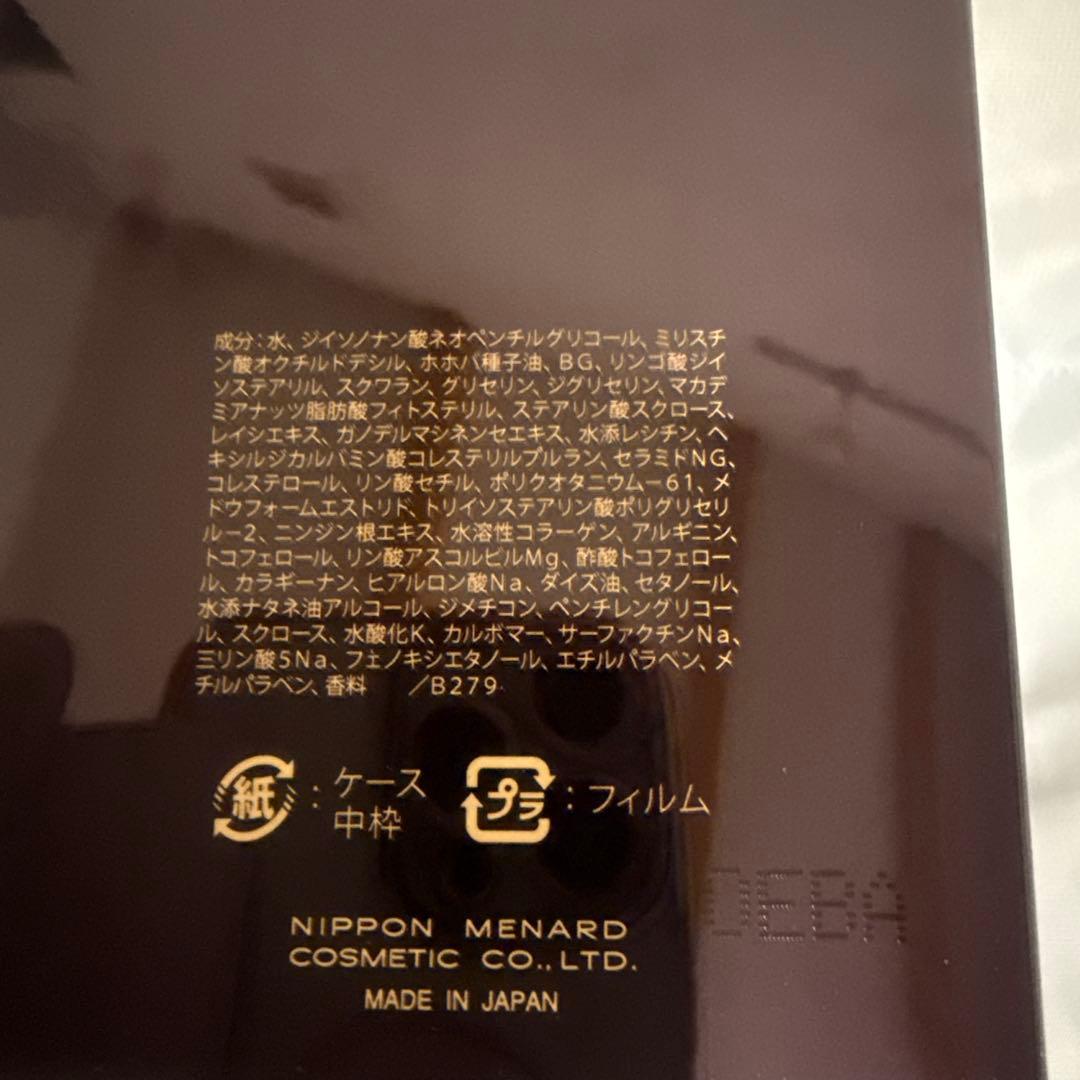 成分:水、ジイソノナン酸ネオペンチルグリコール、ミリスチ
ン酸オクチルドデシル、ホホバ種子油、BG、リンゴ酸ジイ
ソステアリル、スクワラン、グリセリン、ジグリセリン、マカデ
ミアナッツ脂肪酸フィトステリル、ステアリン酸スクロース、
レイシエキス、ガノデルマシネンセエキス、水添レシチン、ヘ
キシルジカルバミン酸コレステリルプルラン、セラミドNG、
コレステロール、リン酸セチル、ポリクオタニウム−61、メ
ドウフォームエストリド、トリイソステアリン酸ポリグリセリ
ル−2、ニンジン根エキス、水溶性コラーゲン、アルギニン、
トコフェロール、リン酸アスコルビルMg、酢酸トコフェロー
ル、カラギーナン、ヒアルロン酸Na、ダイズ油、セタノール、
水添ナタネ油アルコール、ジメチコン、ペンチレングリコー
ル、スクロース、水酸化K、カルボマー、サーファクチンNa、
三リン酸5Na、フェノキシエタノール、エチルパラベン、メ
チルパラベン、香料 /B279
紙:ケース
中枠
プラ:フィルム
DEBA
NIPPON MENARD
COSMETIC CO.,LTD.
MADE IN JAPAN